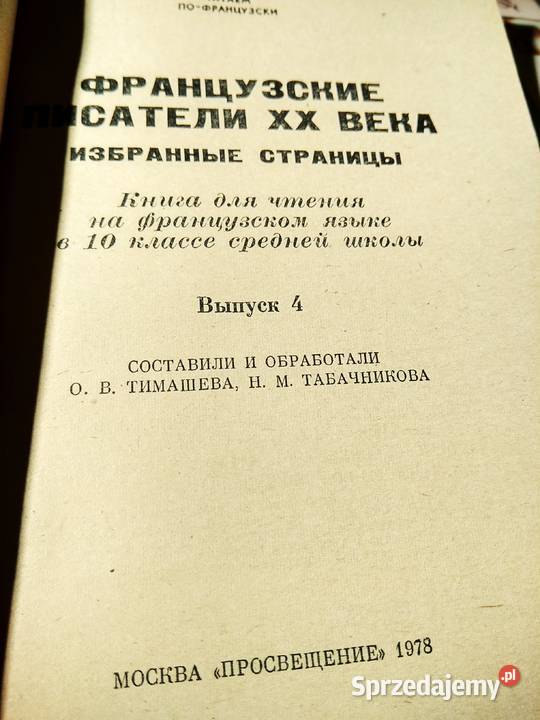 ПО-ФРАНЦУЗСКИ
ФРАНЦУЗСКИЕ
ПИСАТЕЛИ XX ВЕКА
ИЗБРАННЫЕ СТРАНИЦЫ
Книга для чтения
на французском языке
в 10 классе средней школы
Выпуск 4
СОСТАВИЛИ И ОБРАБОТАЛИ
О. В. ТИМАШЕВА, Н. М. ТАБАЧНИКОВА
МОСКВА «ПРОСВЕЩЕНИЕ» 1978
Sprzedajemy.pl